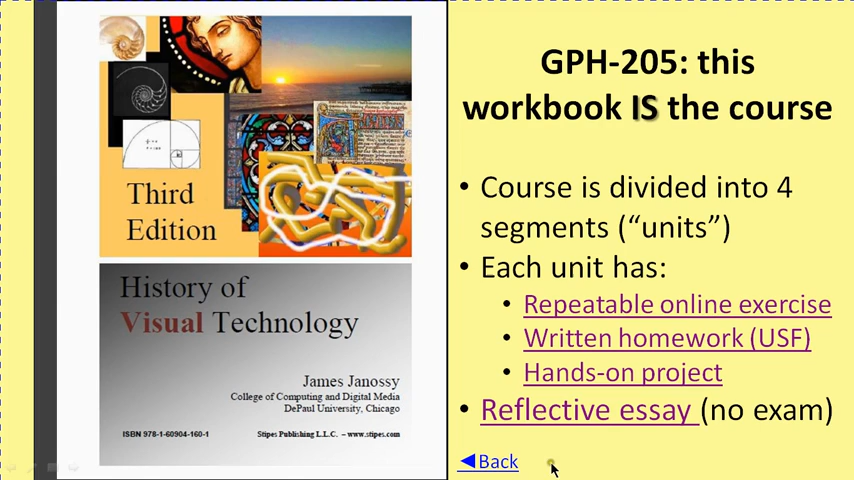 Third
Edition
History of
Visual Technology
James Janossy
College of Computing and Digital Media
DePaul University, Chicago
ISBN 978-1-60904-160-1 Stipes Publishing L.L.C. – www.stipes.com
GPH-205: this
workbook IS the course
• Course is divided into 4
segments (“units”)
• Each unit has:
• Repeatable online exercise
• Written homework (USF)
• Hands-on project
• Reflective essay (no exam)
◄Back